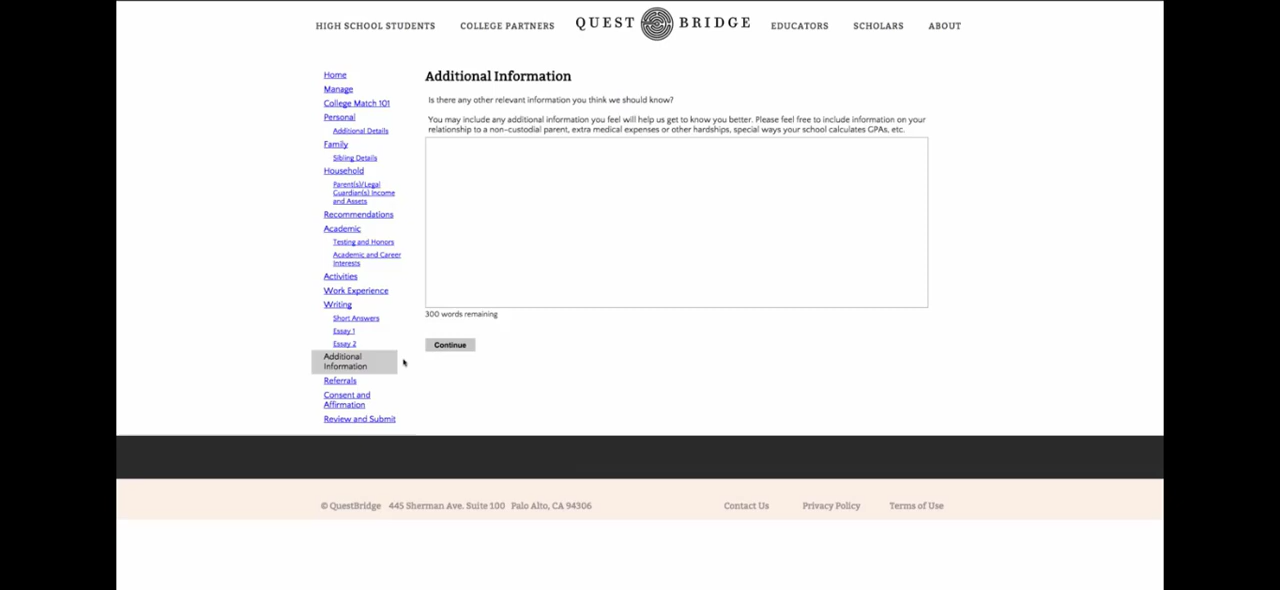 HIGH SCHOOL STUDENTS COLLEGE PARTNERS QUEST BRIDGE EDUCATORS SCHOLARS ABOUT
Home
Manage
College Match 101
Personal
Additional Details
Family
Sibling Details
Household
Parent(s)/Legal
Guardian(s) Income
and Assets
Recommendations
Academic
Testing and Honors
Academic and Career
Interests
Activities
Work Experience
Writing
Short Answers
Essay 1
Essay 2
Additional
Information
Referrals
Consent and
Affirmation
Review and Submit
Additional Information
Is there any other relevant information you think we should know?
You may include any additional information you feel will help us get to know you better. Please feel free to include information on your
relationship to a non-custodial parent, extra medical expenses or other hardships, special ways your school calculates GPAs, etc.
300 words remaining
Continue
© QuestBridge 445 Sherman Ave. Suite 100 Palo Alto, CA 94306 Contact Us Privacy Policy Terms of Use